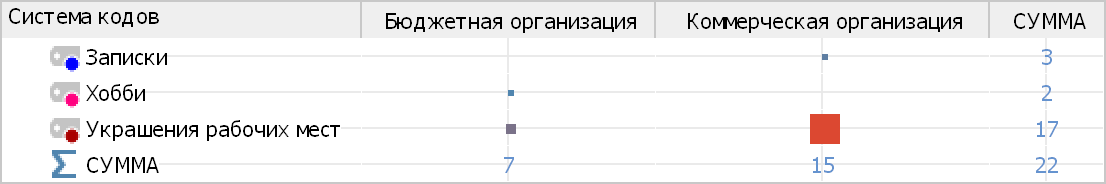 Система кодов Бюджетная организация Коммерческая организация СУММА
Записки 3
Хобби 2
Украшения рабочих мест 17
СУММА 7 15 22